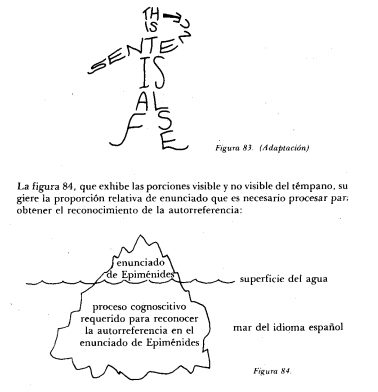 TH
IS
SENTENCE
IS
AL
F S
E
Figura 83. (Adaptación)
La figura 84, que exhibe las porciones visible y no visible del témpano, su
giere la proporción relativa de enunciado que es necesario procesar par
obtener el reconocimiento de la autorreferencia:
enunciado
de Epiménides
superficie del agua
proceso cognoscitivo
requerido para reconocer
la autorreferencia en el
enunciado de Epiménides
mar del idioma español
Figura 84.